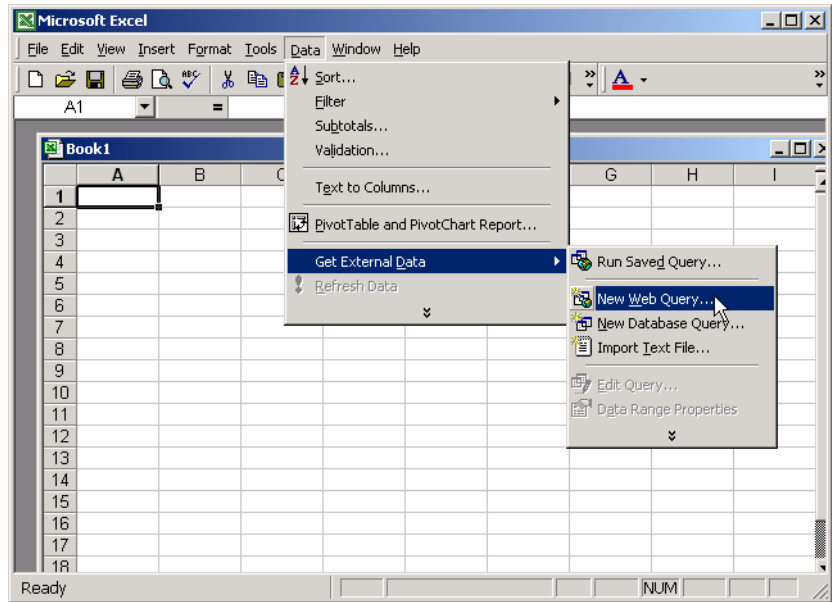 Microsoft Excel
File Edit View Insert Format Tools Data Window Help
ABC
A
Z
A
A1
=
Sort...
Filter
Subtotals...
Validation...
Text to Columns...
PivotTable and PivotChart Report...
Get External Data
Refresh Data
Run Saved Query...
New Web Query...
New Database Query...
Import Text File...
Edit Query...
Data Range Properties
Book1
A B C G H I
1
2
3
4
5
6
7
8
9
10
11
12
13
14
15
16
17
18
Ready NUM